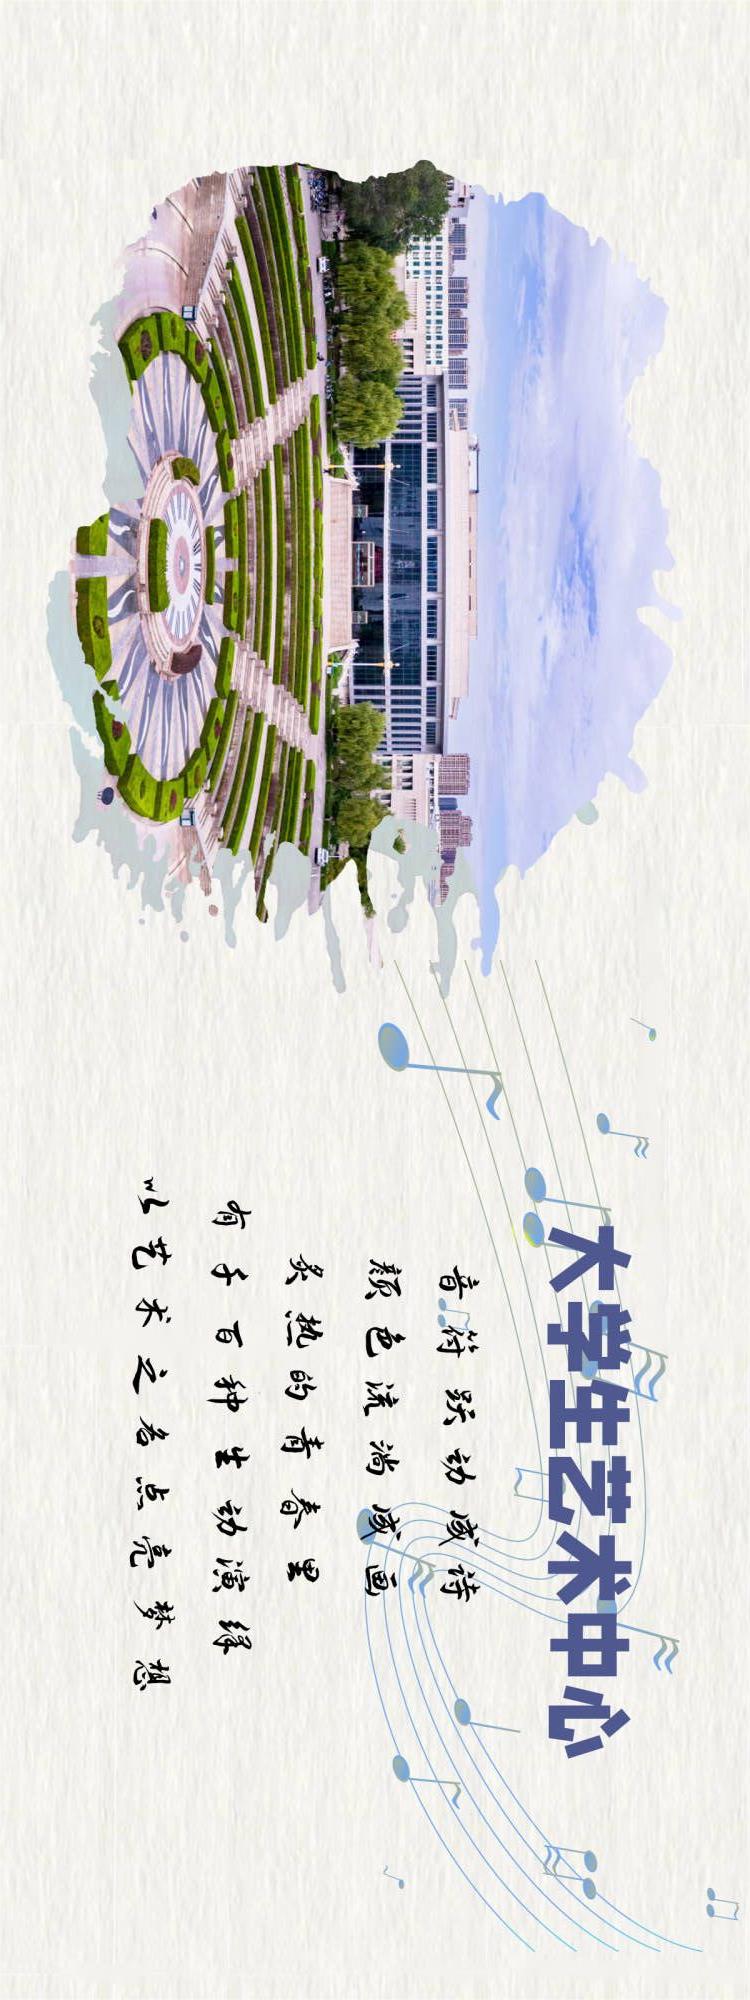 大学生艺术中心
音符跃动成诗
颜色流淌成画
炙热的青春里
有千百种生动演绎
以艺术之名点亮梦想